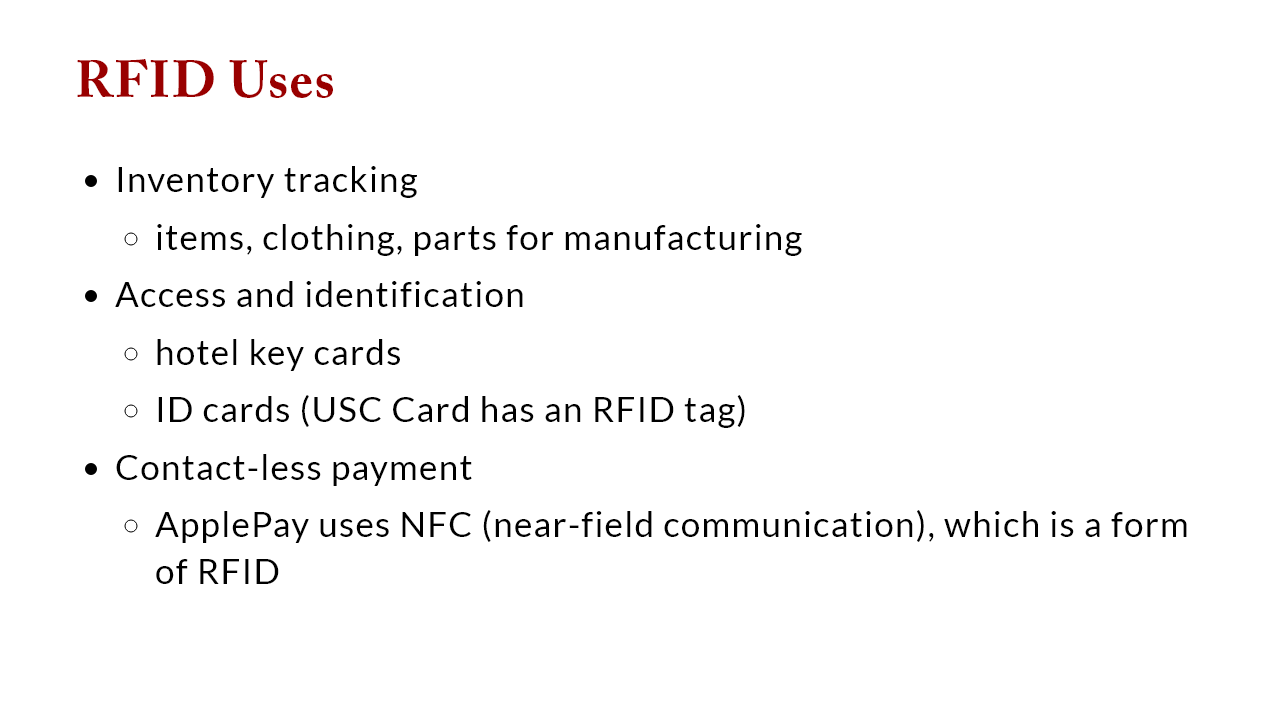 RFID Uses
• Inventory tracking
○ items, clothing, parts for manufacturing
• Access and identification
○ hotel key cards
○ ID cards (USC Card has an RFID tag)
• Contact-less payment
○ ApplePay uses NFC (near-field communication), which is a form
of RFID